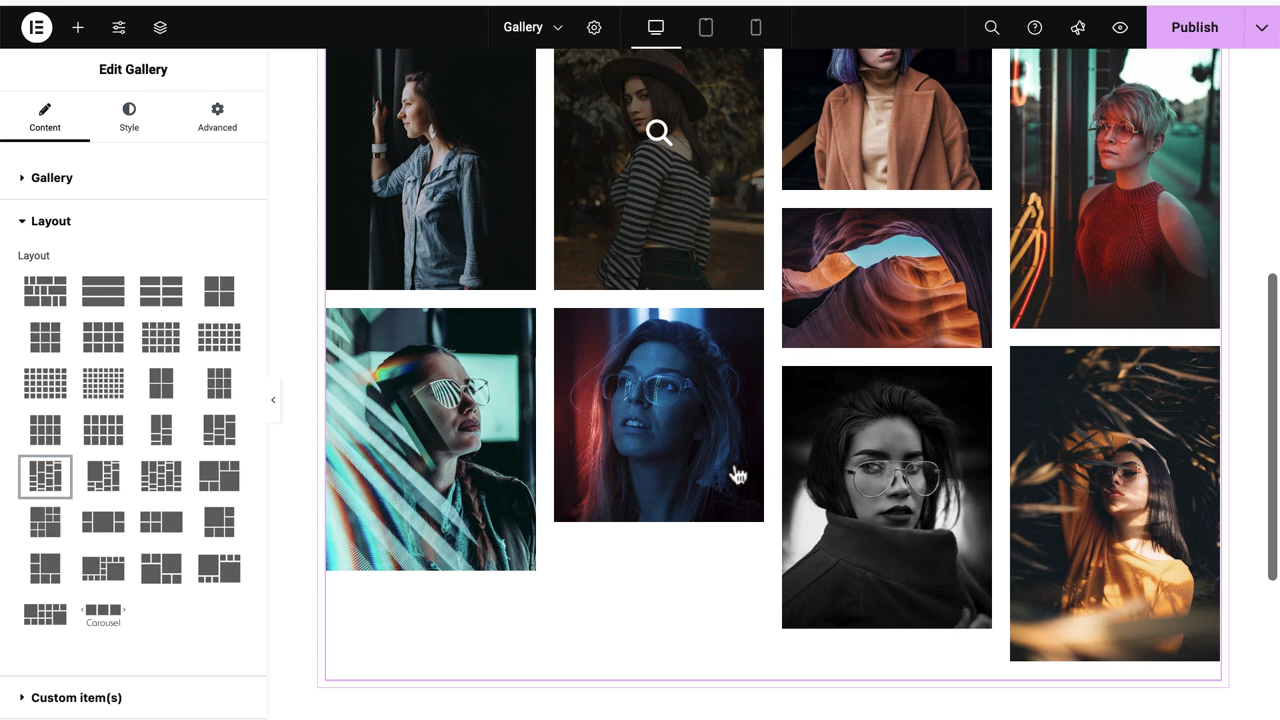 Gallery
Publish
Edit Gallery
Content
Style
Advanced
Gallery
Layout
Layout
Carousel
Custom item(s)